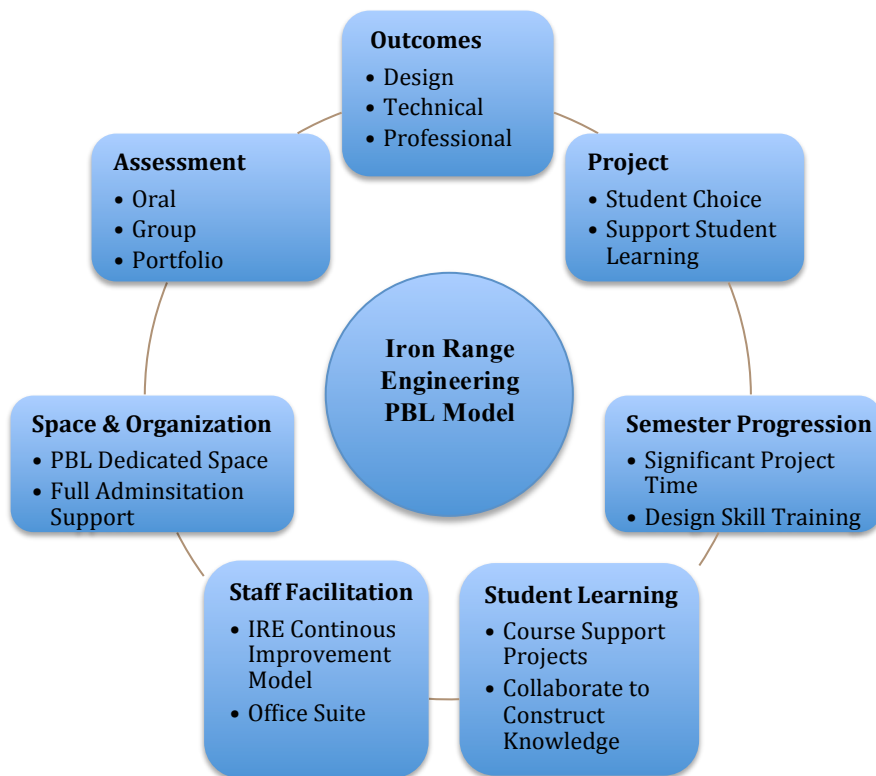 Outcomes
• Design
• Technical
• Professional
Project
• Student Choice
• Support Student
Learning
Semester Progression
• Significant Project
Time
• Design Skill Training
Student Learning
• Course Support
Projects
• Collaborate to
Construct
Knowledge
Staff Facilitation
• IRE Continous
Improvement
Model
• Office Suite
Space & Organization
• PBL Dedicated Space
• Full Adminsitation
Support
Assessment
• Oral
• Group
• Portfolio
Iron Range
Engineering
PBL Model